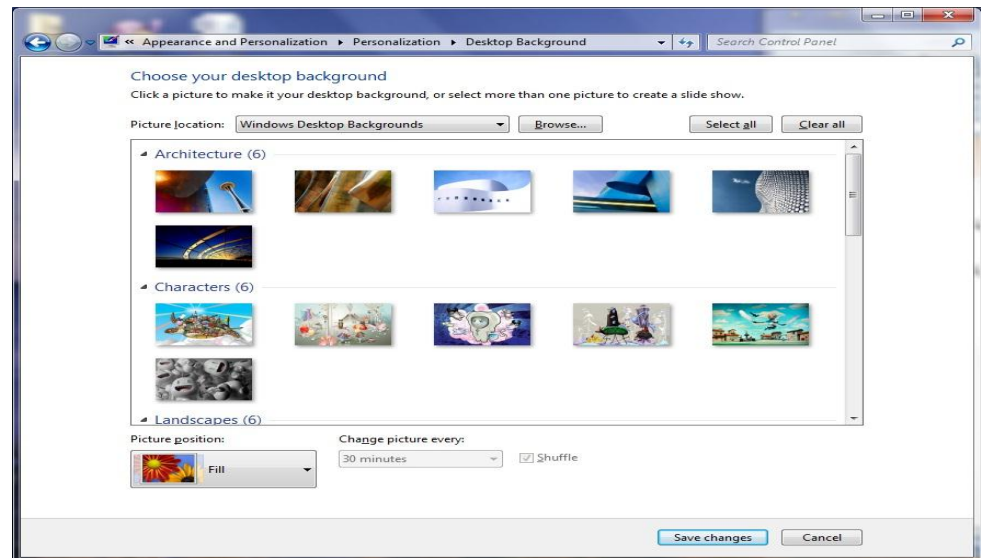 « Appearance and Personalization ▸ Personalization ▸ Desktop Background Search Control Panel
Choose your desktop background
Click a picture to make it your desktop background, or select more than one picture to create a slide show.
Picture location: Windows Desktop Backgrounds Browse... Select all Clear all
Architecture (6)
Characters (6)
Landscapes (6)
Picture position: Change picture every:
Fill 30 minutes Shuffle
Save changes Cancel